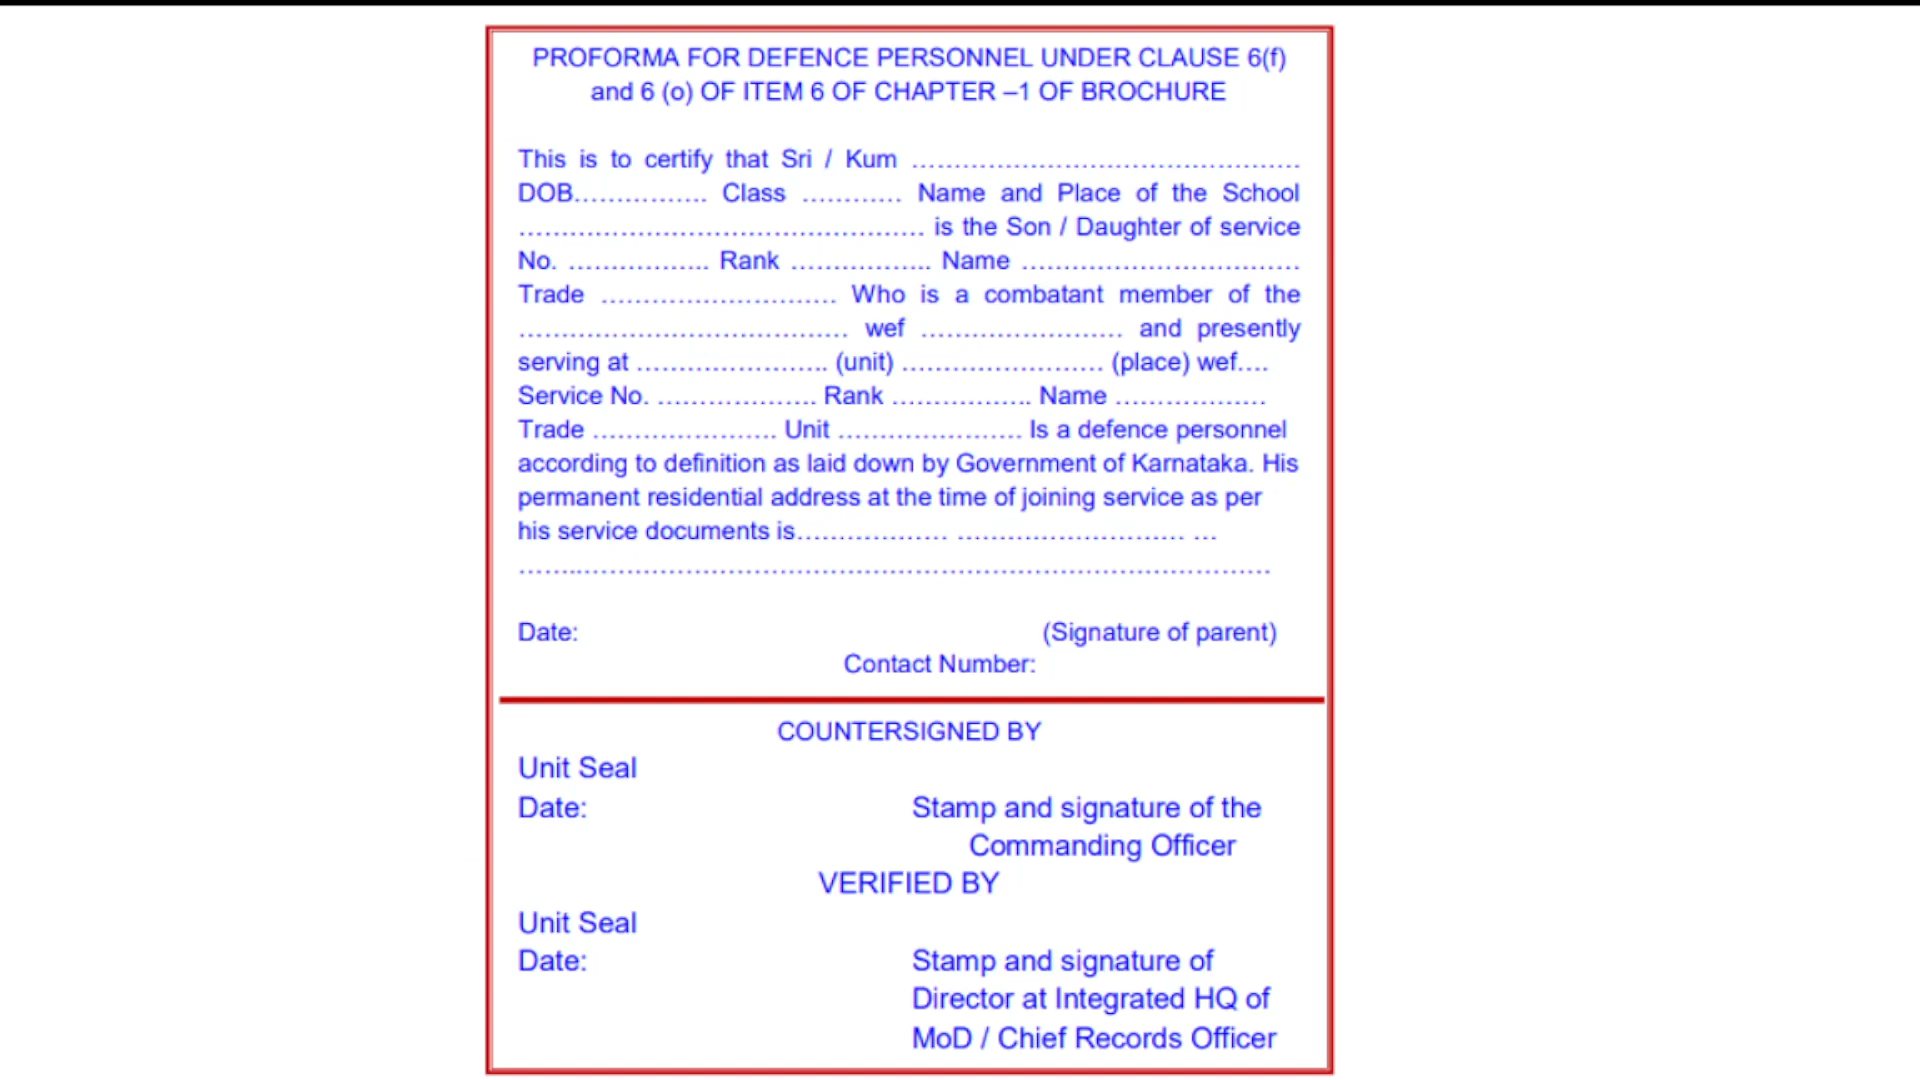 PROFORMA FOR DEFENCE PERSONNEL UNDER CLAUSE 6(f)
and 6 (o) OF ITEM 6 OF CHAPTER –1 OF BROCHURE
This is to certify that Sri / Kum ……………………………………….
DOB……………. Class ………… Name and Place of the School
………………………………………… is the Son / Daughter of service
No. …………….. Rank …………….. Name ……………………………
Trade ………………………. Who is a combatant member of the
………………………………… wef …………………… and presently
serving at ………………….. (unit) …………………… (place) wef….
Service No. ………………. Rank …………….. Name ………………
Trade …………………. Unit …………………. Is a defence personnel
according to definition as laid down by Government of Karnataka. His
permanent residential address at the time of joining service as per
his service documents is……………… ……………………… …
……..………………………………………………………………………
Date: (Signature of parent)
Contact Number:
COUNTERSIGNED BY
Unit Seal
Date: Stamp and signature of the
Commanding Officer
VERIFIED BY
Unit Seal
Date: Stamp and signature of
Director at Integrated HQ of
MoD / Chief Records Officer